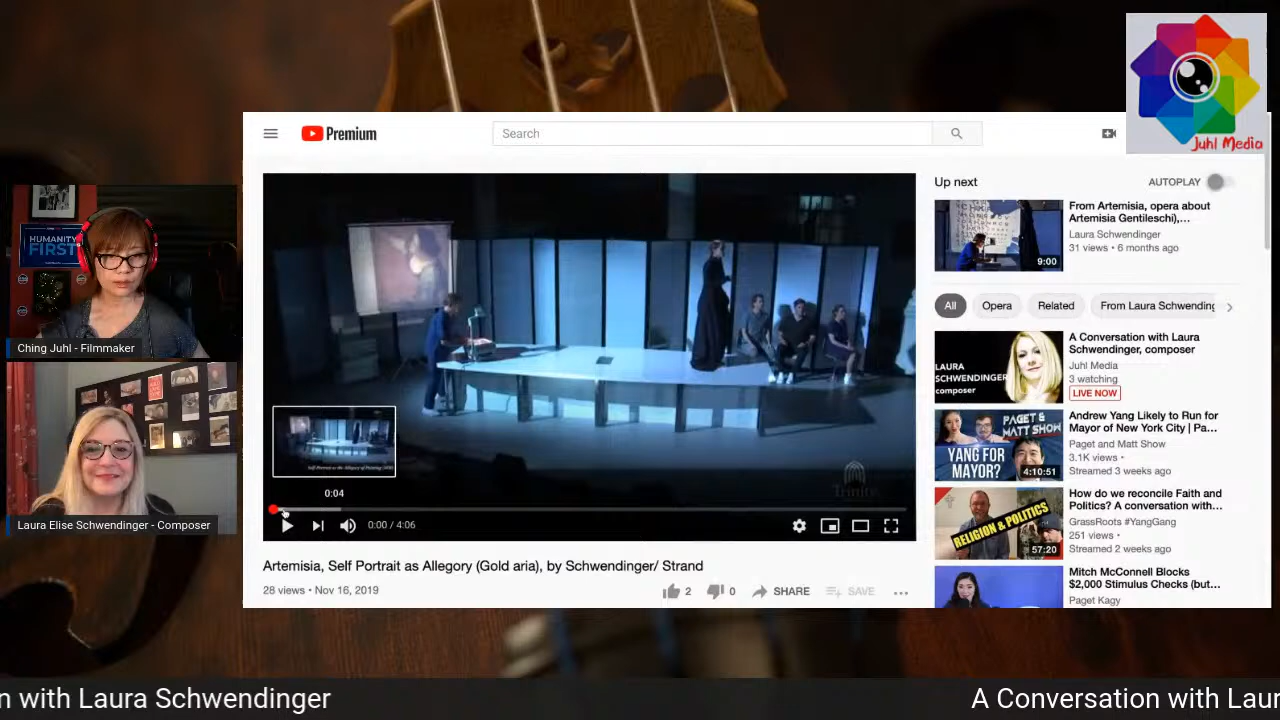 Juhl Media
Premium
Search
Up next
AUTOPLAY
From Artemisia, opera about
Artemisia Gentileschi),...
Laura Schwendinger
31 views • 6 months ago
9:00
All
Opera
Related
From Laura Schwending
A Conversation with Laura
Schwendinger, composer
Juhl Media
3 watching
LIVE NOW
LAURA
SCHWENDINGER
composer
Andrew Yang Likely to Run for
Mayor of New York City | Pa...
Paget and Matt Show
3.1K views •
Streamed 3 weeks ago
PAGET &
MATT SHOW
YANG FOR
MAYOR?
4:10:51
How do we reconcile Faith and
Politics? A conversation with...
GrassRoots #YangGang
251 views •
Streamed 2 weeks ago
RELIGION & POLITICS
57:20
Mitch McConnell Blocks
$2,000 Stimulus Checks (but...
Paget Kagy
HUMANITY
FIRST
Ching Juhl - Filmmaker
Laura Elise Schwendinger - Composer
Trinity
0:04
0:00 / 4:06
Artemisia, Self Portrait as Allegory (Gold aria), by Schwendinger/ Strand
28 views • Nov 16, 2019
2
0
SHARE
SAVE
n with Laura Schwendinger
A Conversation with Laur